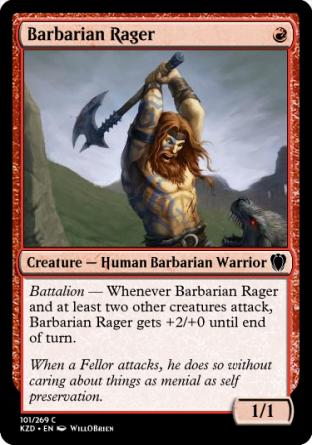 Barbarian Rager
Creature — Human Barbarian Warrior
Battalion — Whenever Barbarian Rager
and at least two other creatures attack,
Barbarian Rager gets +2/+0 until end
of turn.
When a Fellor attacks, he does so without
caring about things as menial as self
preservation.
1/1
101/269 C
KZD • EN WillOBrien